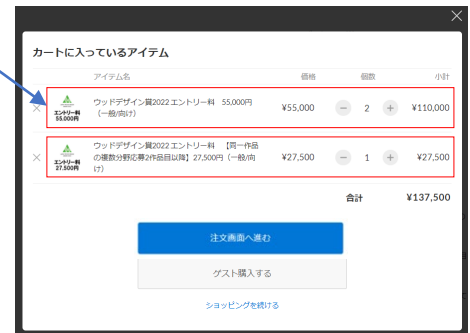 カートに入っているアイテム
アイテム名 価格 個数 小計
エントリー料
55,000円
ウッドデザイン賞2022 エントリー料 55,000円
（一般/向け）
¥55,000 2 ¥110,000
エントリー料
27,500円
ウッドデザイン賞2022エントリー料 【同一作品
の複数分野応募2作品目以降】27,500円（一般/向
け）
¥27,500 1 ¥27,500
合計 ¥137,500
注文画面へ進む
ゲスト購入する
ショッピングを続ける